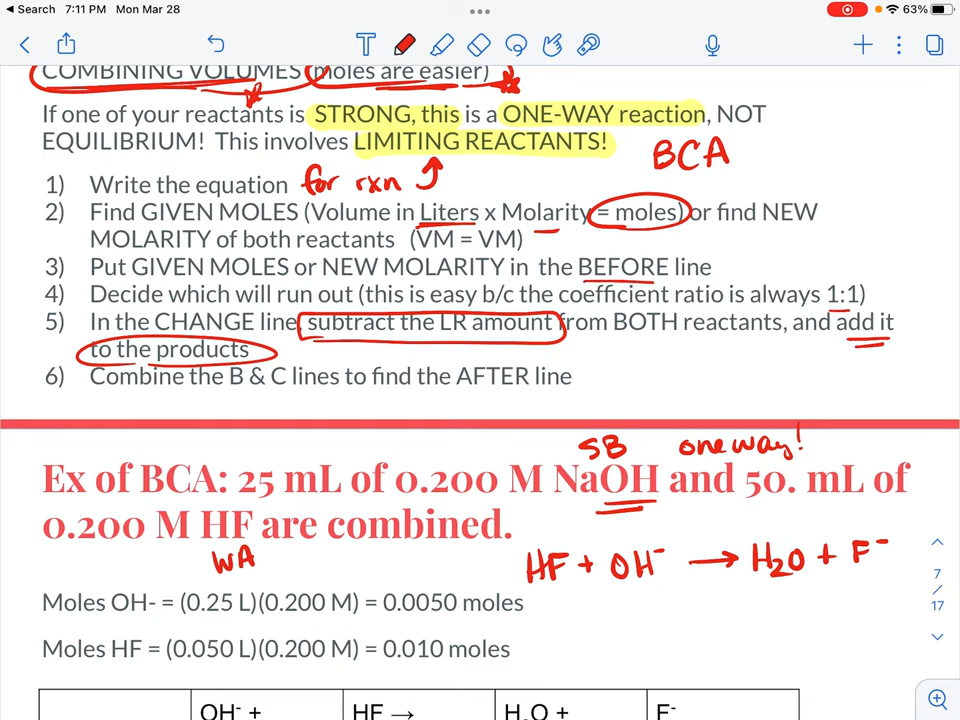 Search 7:11 PM Mon Mar 28 63%
COMBINING VOLUMES (moles are easier)
If one of your reactants is STRONG, this is a ONE-WAY reaction, NOT
EQUILIBRIUM! This involves LIMITING REACTANTS!
BCA
1) Write the equation for rxn
2) Find GIVEN MOLES (Volume in Liters x Molarity = moles) or find NEW
MOLARITY of both reactants (VM = VM)
3) Put GIVEN MOLES or NEW MOLARITY in the BEFORE line
4) Decide which will run out (this is easy b/c the coefficient ratio is always 1:1)
5) In the CHANGE line, subtract the LR amount from BOTH reactants, and add it
to the products
6) Combine the B & C lines to find the AFTER line
SB one way!
Ex of BCA: 25 mL of 0.200 M NaOH and 50. mL of
0.200 M HF are combined.
WA
HF + OH⁻ → H₂O + F⁻
Moles OH- = (0.25 L)(0.200 M) = 0.0050 moles
Moles HF = (0.050 L)(0.200 M) = 0.010 moles
7
/
17
OH⁻ + HF → H₂O + F⁻